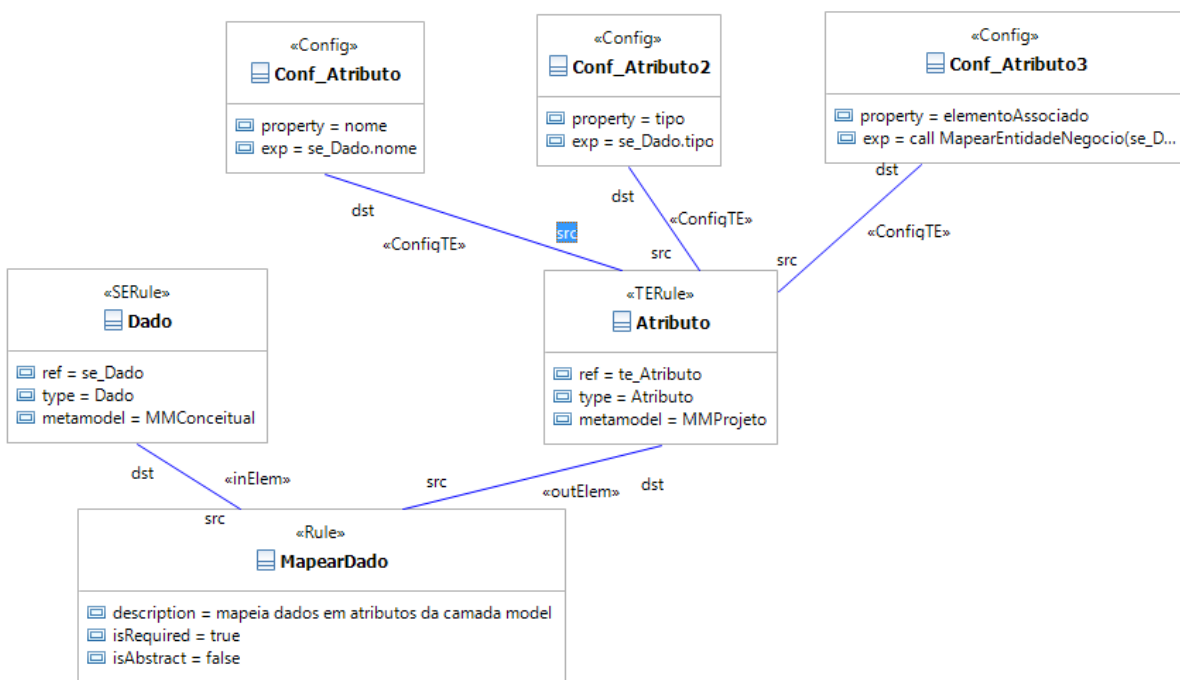 «Config»
Conf_Atributo
property = nome
exp = se_Dado.nome
«Config»
Conf_Atributo2
property = tipo
exp = se_Dado.tipo
«Config»
Conf_Atributo3
property = elementoAssociado
exp = call MapearEntidadeNegocio(se_D...
dst
«ConfiqTE»
src
dst
«ConfiqTE»
src
dst
«ConfiqTE»
src
«SERule»
Dado
ref = se_Dado
type = Dado
metamodel = MMConceitual
«TERule»
Atributo
ref = te_Atributo
type = Atributo
metamodel = MMProjeto
dst
«inElem»
src
src
«outElem»
dst
«Rule»
MapearDado
description = mapeia dados em atributos da camada model
isRequired = true
isAbstract = false